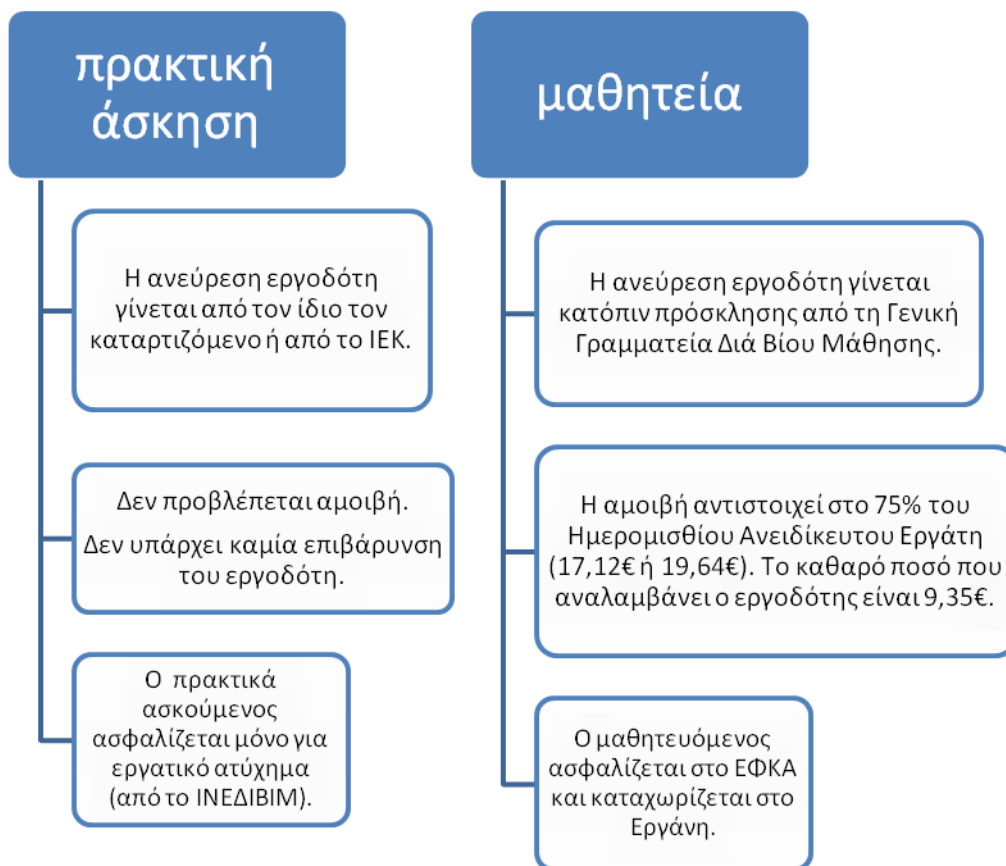 πρακτική
άσκηση
Η ανεύρεση εργοδότη
γίνεται από τον ίδιο τον
καταρτιζόμενο ή από το ΙΕΚ.
Δεν προβλέπεται αμοιβή.
Δεν υπάρχει καμία επιβάρυνση
του εργοδότη.
Ο πρακτικά
ασκούμενος
ασφαλίζεται μόνο για
εργατικό ατύχημα
(από το ΙΝΕΔΙΒΙΜ).
μαθητεία
Η ανεύρεση εργοδότη γίνεται
κατόπιν πρόσκλησης από τη Γενική
Γραμματεία Διά Βίου Μάθησης.
Η αμοιβή αντιστοιχεί στο 75% του
Ημερομισθίου Ανειδίκευτου Εργάτη
(17,12€ ή 19,64€). Το καθαρό ποσό που
αναλαμβάνει ο εργοδότης είναι 9,35€.
Ο μαθητευόμενος
ασφαλίζεται στο ΕΦΚΑ
και καταχωρίζεται στο
Εργάνη.